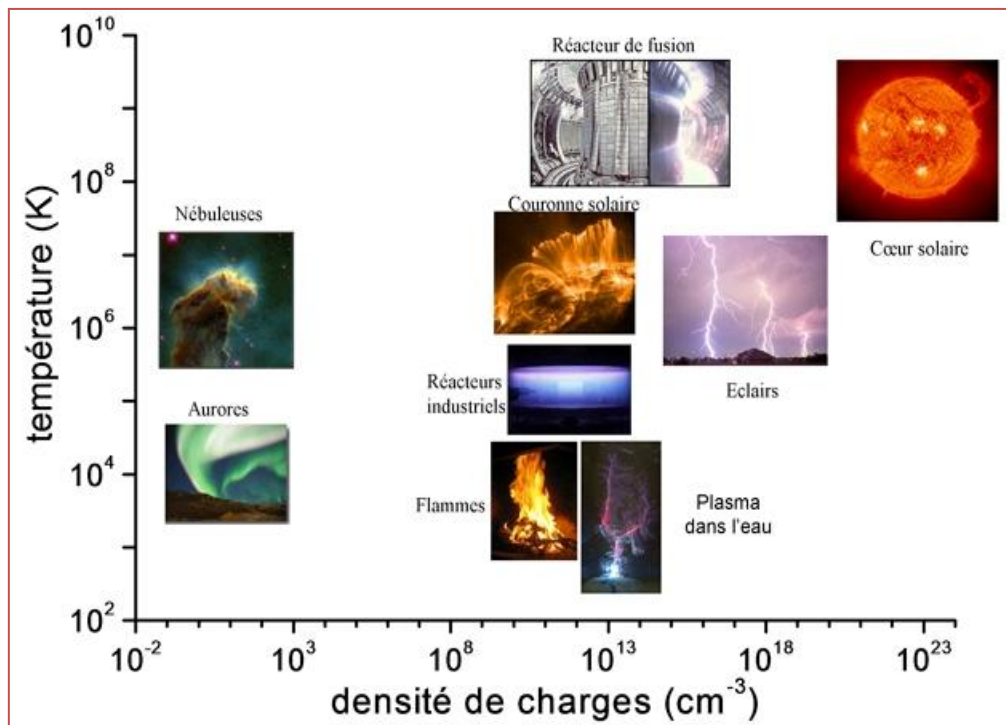 10¹⁰
Réacteur de fusion
10⁸
Couronne solaire
Nébuleuses
Cœur solaire
température (K)
10⁶
Réacteurs
industriels
Eclairs
Aurores
10⁴
Flammes
Plasma
dans l'eau
10²
10⁻² 10³ 10⁸ 10¹³ 10¹⁸ 10²³
densité de charges (cm⁻³)